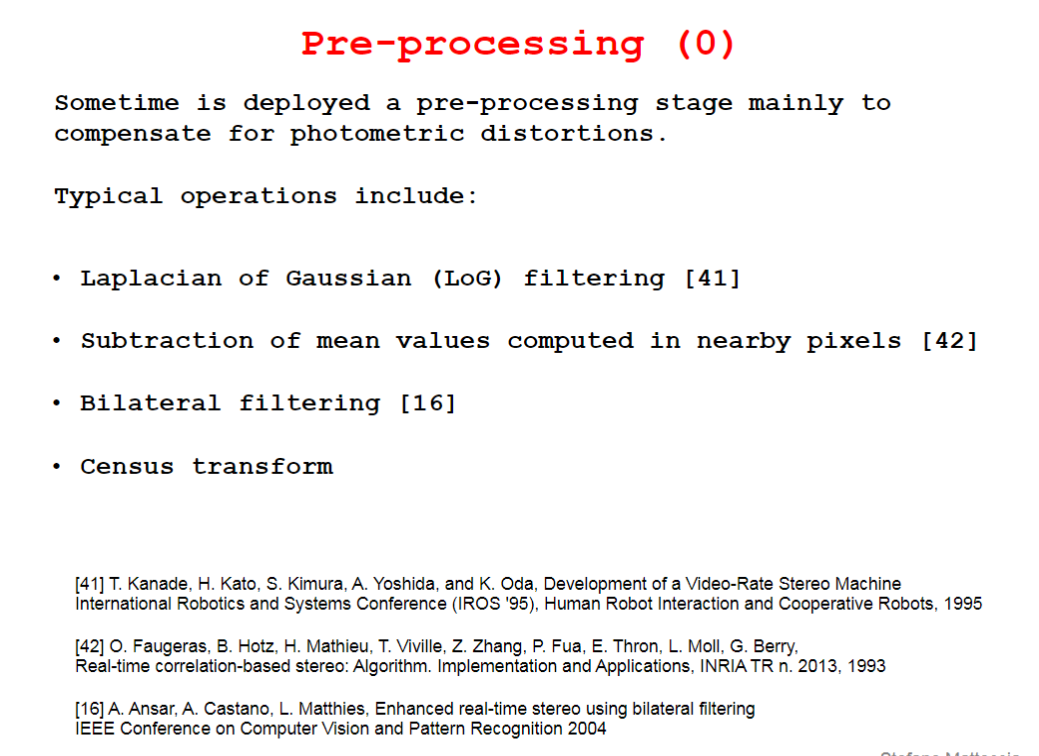 Pre-processing (0)
Sometime is deployed a pre-processing stage mainly to
compensate for photometric distortions.
Typical operations include:
• Laplacian of Gaussian (LoG) filtering [41]
• Subtraction of mean values computed in nearby pixels [42]
• Bilateral filtering [16]
• Census transform
[41] T. Kanade, H. Kato, S. Kimura, A. Yoshida, and K. Oda, Development of a Video-Rate Stereo Machine
International Robotics and Systems Conference (IROS '95), Human Robot Interaction and Cooperative Robots, 1995
[42] O. Faugeras, B. Hotz, H. Mathieu, T. Viville, Z. Zhang, P. Fua, E. Thron, L. Moll, G. Berry,
Real-time correlation-based stereo: Algorithm. Implementation and Applications, INRIA TR n. 2013, 1993
[16] A. Ansar, A. Castano, L. Matthies, Enhanced real-time stereo using bilateral filtering
IEEE Conference on Computer Vision and Pattern Recognition 2004